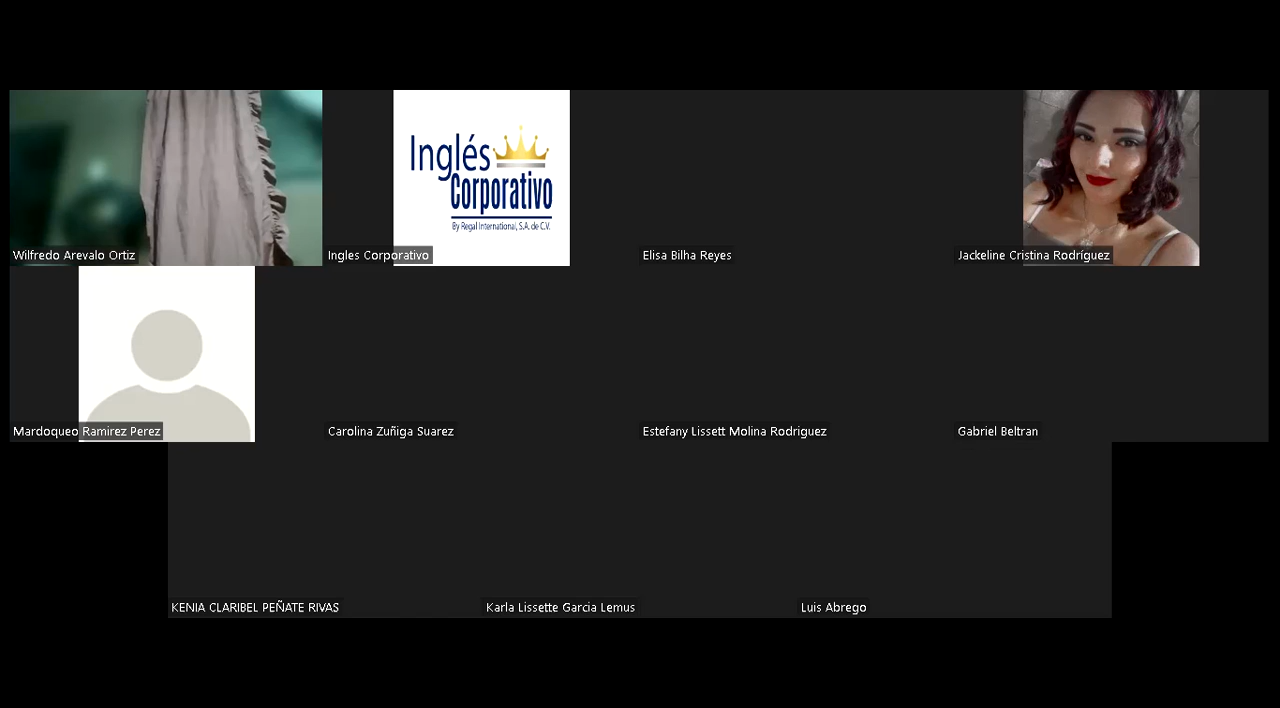 Inglés
Corporativo
By Regal International, S.A. de C.V.
Wilfredo Arevalo Ortiz
Ingles Corporativo
Elisa Bilha Reyes
Jackeline Cristina Rodríguez
Mardoqueo Ramirez Perez
Carolina Zuñiga Suarez
Estefany Lissett Molina Rodriguez
Gabriel Beltran
KENIA CLARIBEL PEÑATE RIVAS
Karla Lissette Garcia Lemus
Luis Abrego